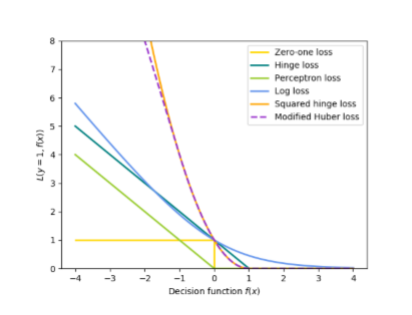 8
7
6
5
4
3
2
1
0
L(y = 1, f(x))
Zero-one loss
Hinge loss
Perceptron loss
Log loss
Squared hinge loss
Modified Huber loss
−4 −3 −2 −1 0 1 2 3 4
Decision function f(x)